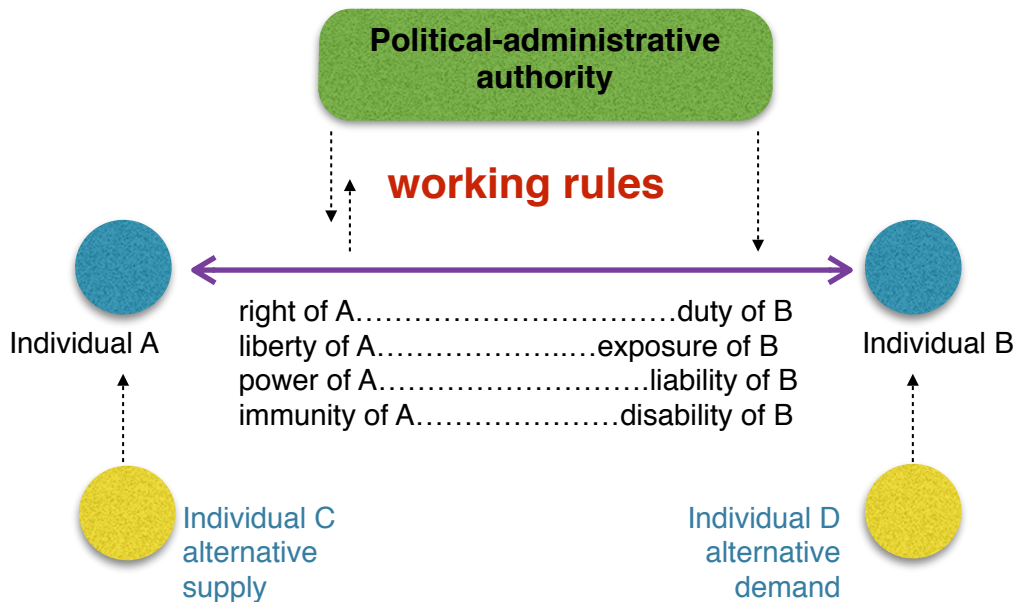 Political-administrative
authority
working rules
right of A……………………………duty of B
liberty of A………………...…exposure of B
power of A………………………liability of B
immunity of A…………………disability of B
Individual A
Individual B
Individual C
alternative
supply
Individual D
alternative
demand